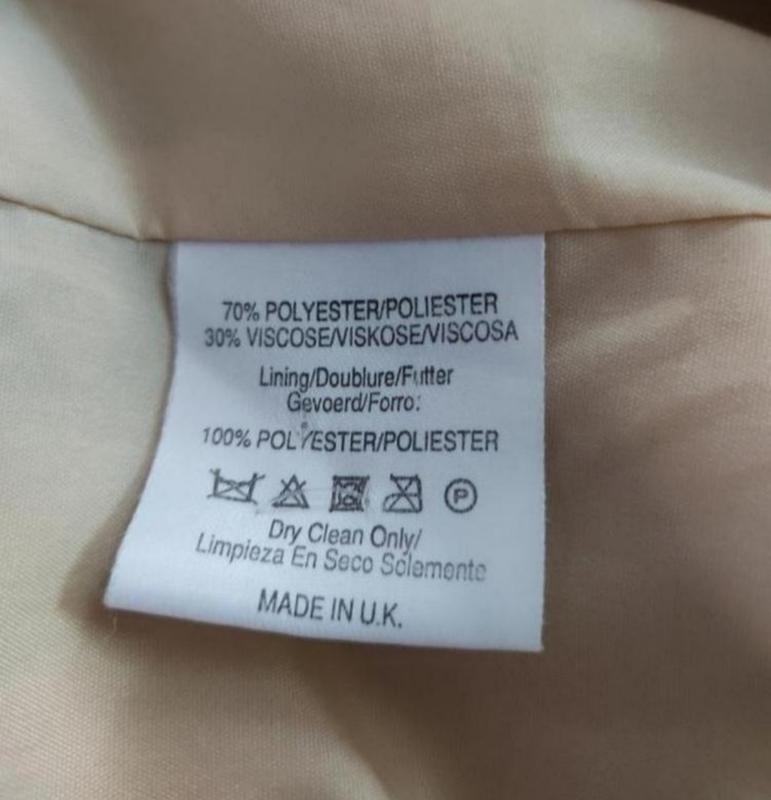 70% POLYESTER/POLIESTER
30% VISCOSE/VISKOSE/VISCOSA
Lining/Doublure/Futter
Gevoerd/Forro:
100% POLYESTER/POLIESTER
P
Dry Clean Only/
Limpieza En Seco Solemente
MADE IN U.K.